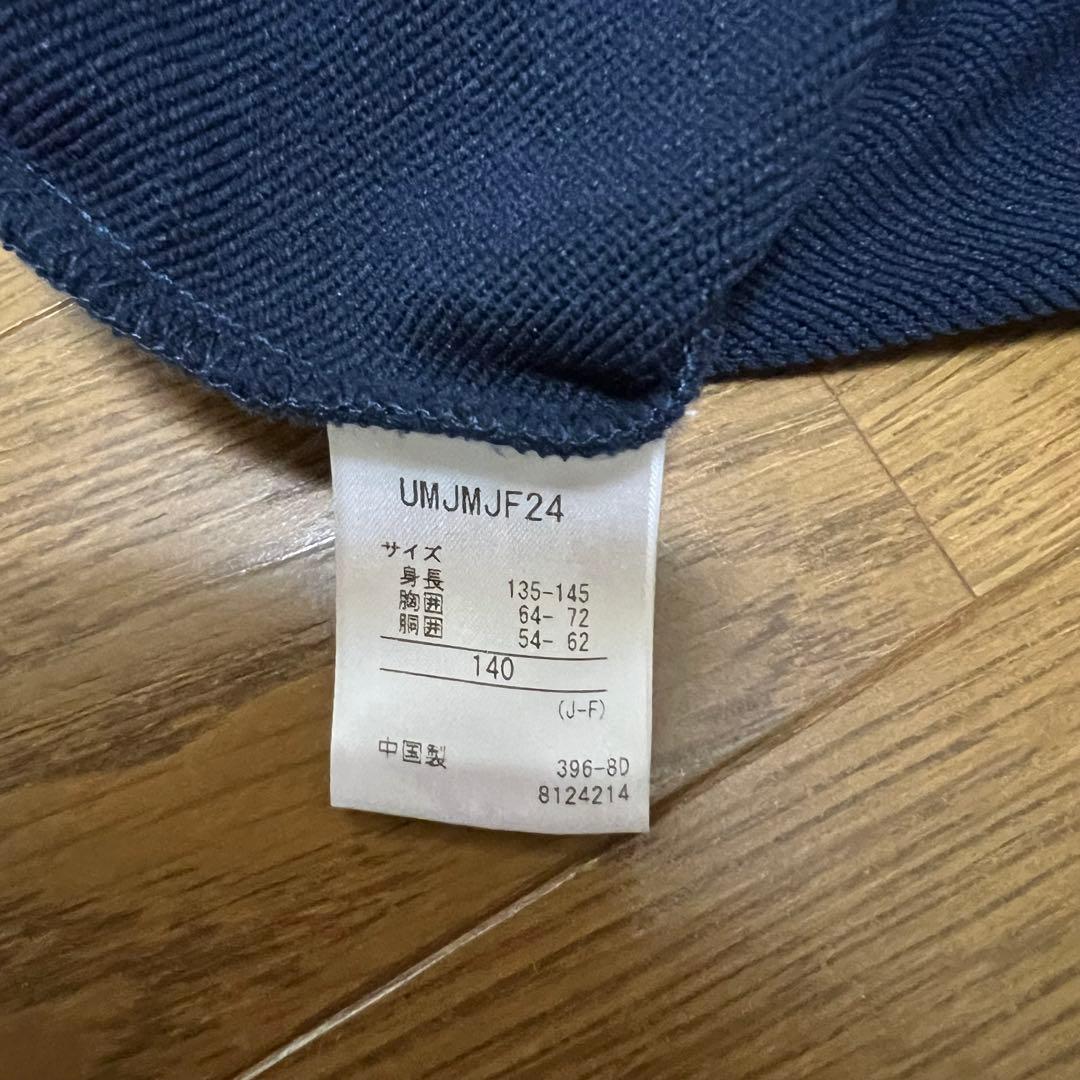 UMJMJF24
サイズ
身長 135-145
胸囲 64- 72
胴囲 54- 62
140
(J-F)
中国製 396-8D
8124214